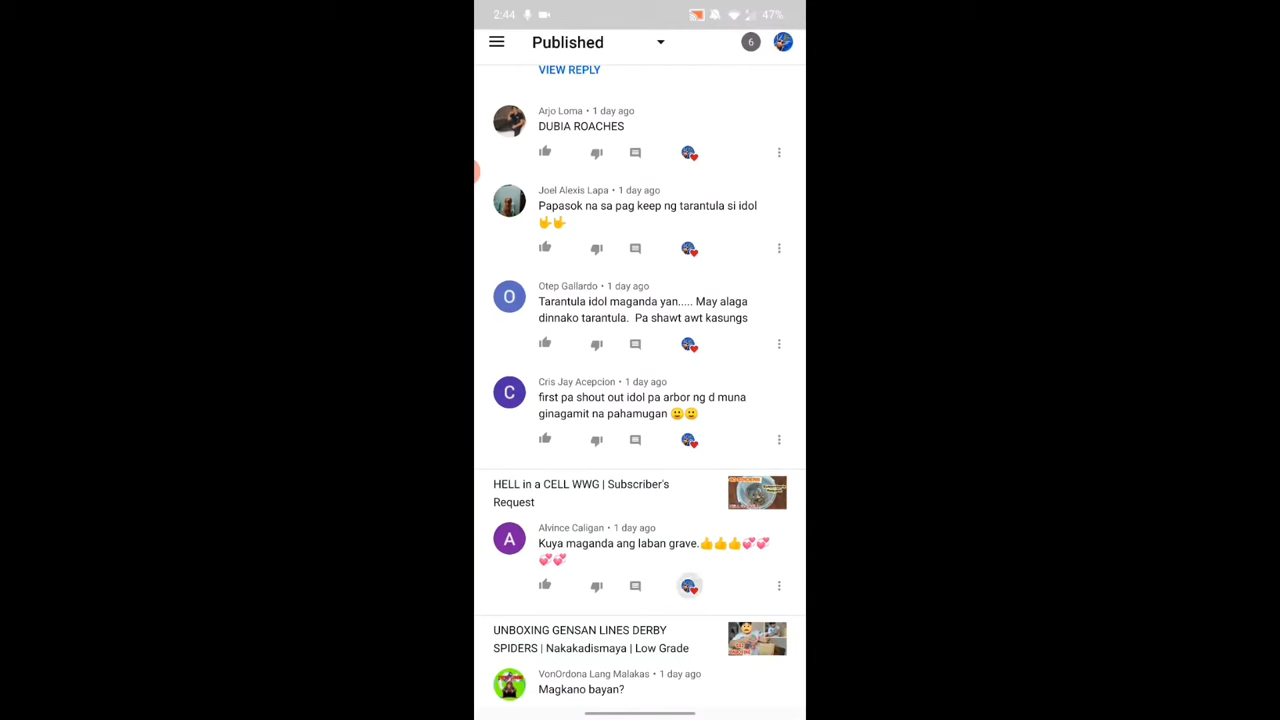 2:44
47%
Published
6
VIEW REPLY
Arjo Loma • 1 day ago
DUBIA ROACHES
Joel Alexis Lapa • 1 day ago
Papasok na sa pag keep ng tarantula si idol
🤟🤟
O
Otep Gallardo • 1 day ago
Tarantula idol maganda yan..... May alaga
dinnako tarantula. Pa shawt awt kasungs
C
Cris Jay Acepcion • 1 day ago
first pa shout out idol pa arbor ng d muna
ginagamit na pahamugan 🙂🙂
HELL in a CELL WWG | Subscriber's
Request
A
Alvince Caligan • 1 day ago
Kuya maganda ang laban grave.👍👍👍💞💞
💞💞
UNBOXING GENSAN LINES DERBY
SPIDERS | Nakakadismaya | Low Grade
VonOrdona Lang Malakas • 1 day ago
Magkano bayan?